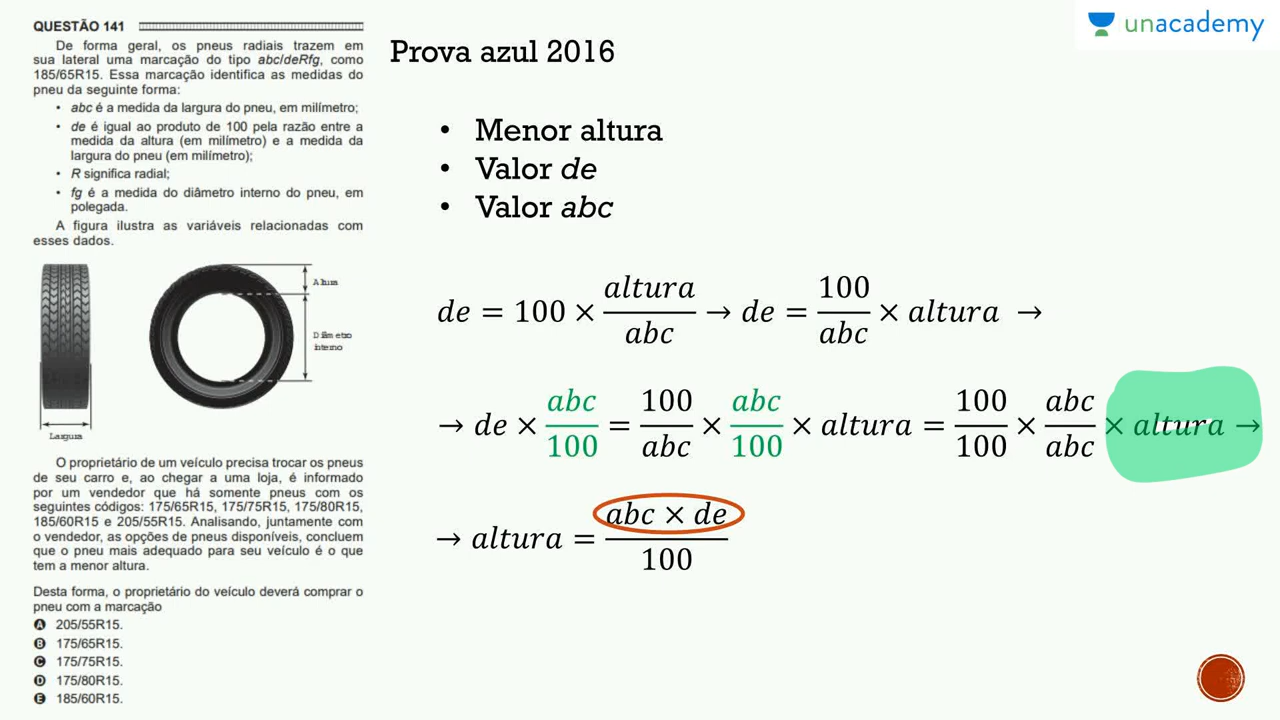 QUESTÃO 141
De forma geral, os pneus radiais trazem em
sua lateral uma marcação do tipo abc/deRfg, como
185/65R15. Essa marcação identifica as medidas do
pneu da seguinte forma:
• abc é a medida da largura do pneu, em milímetro;
• de é igual ao produto de 100 pela razão entre a
medida da altura (em milímetro) e a medida da
largura do pneu (em milímetro);
• R significa radial;
• fg é a medida do diâmetro interno do pneu, em
polegada.
A figura ilustra as variáveis relacionadas com
esses dados.
Altura
Diâmetro
interno
Largura
O proprietário de um veículo precisa trocar os pneus
de seu carro e, ao chegar a uma loja, é informado
por um vendedor que há somente pneus com os
seguintes códigos: 175/65R15, 175/75R15, 175/80R15,
185/60R15 e 205/55R15. Analisando, juntamente com
o vendedor, as opções de pneus disponíveis, concluem
que o pneu mais adequado para seu veículo é o que
tem a menor altura.
Desta forma, o proprietário do veículo deverá comprar o
pneu com a marcação
A 205/55R15.
B 175/65R15.
C 175/75R15.
D 175/80R15.
E 185/60R15.
unacademy
Prova azul 2016
• Menor altura
• Valor de
• Valor abc
de = 100 × altura/abc → de = 100/abc × altura →
→ de × abc/100 = 100/abc × abc/100 × altura = 100/100 × abc/abc × altura →
→ altura = abc × de/100